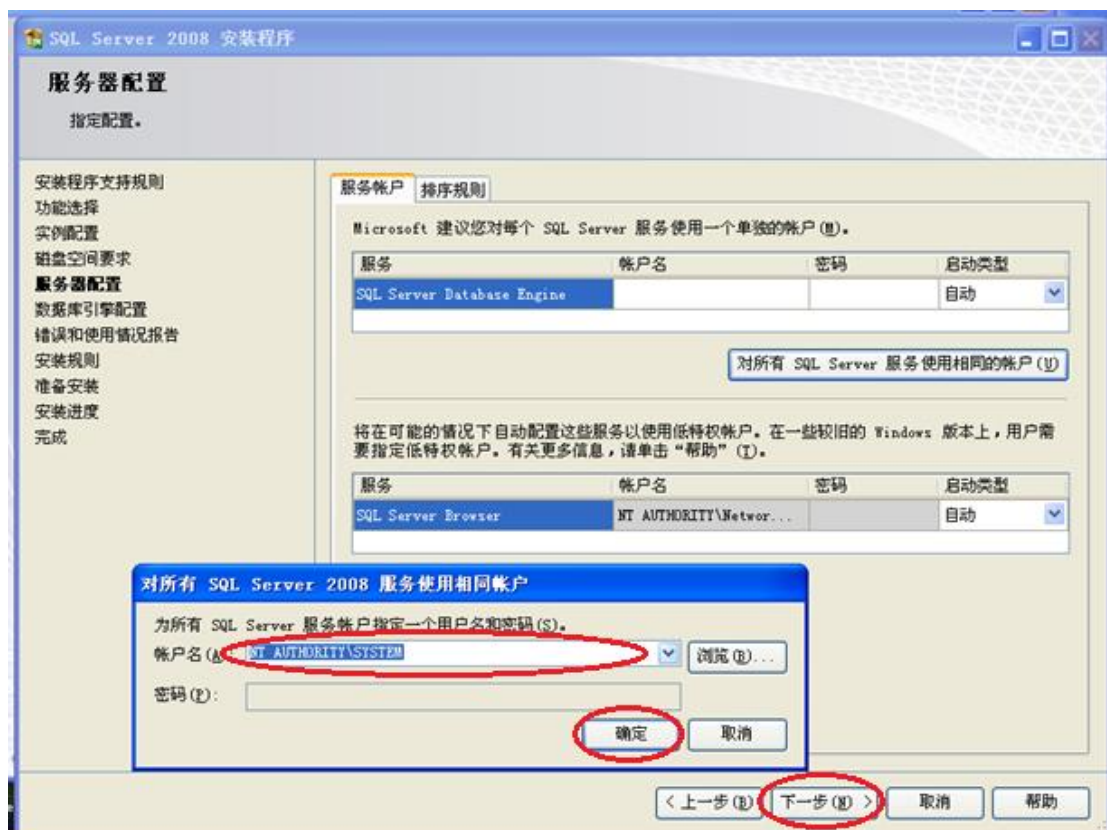 SQL Server 2008 安装程序
服务器配置
指定配置。
安装程序支持规则
功能选择
实例配置
磁盘空间要求
服务器配置
数据库引擎配置
错误和使用情况报告
安装规则
准备安装
安装进度
完成
服务帐户 排序规则
Microsoft 建议您对每个 SQL Server 服务使用一个单独的帐户(M)。
服务 帐户名 密码 启动类型
SQL Server Database Engine 自动
对所有 SQL Server 服务使用相同的帐户(U)
将在可能的情况下自动配置这些服务以使用低特权帐户。在一些较旧的 Windows 版本上，用户需
要指定低特权帐户。有关更多信息，请单击“帮助”(I)。
服务 帐户名 密码 启动类型
SQL Server Browser NT AUTHORITY\Networ... 自动
对所有 SQL Server 2008 服务使用相同帐户
为所有 SQL Server 服务帐户指定一个用户名和密码(S)。
帐户名(A): NT AUTHORITY\SYSTEM 浏览(B)...
密码(P):
确定 取消
< 上一步(B) 下一步(N) > 取消 帮助